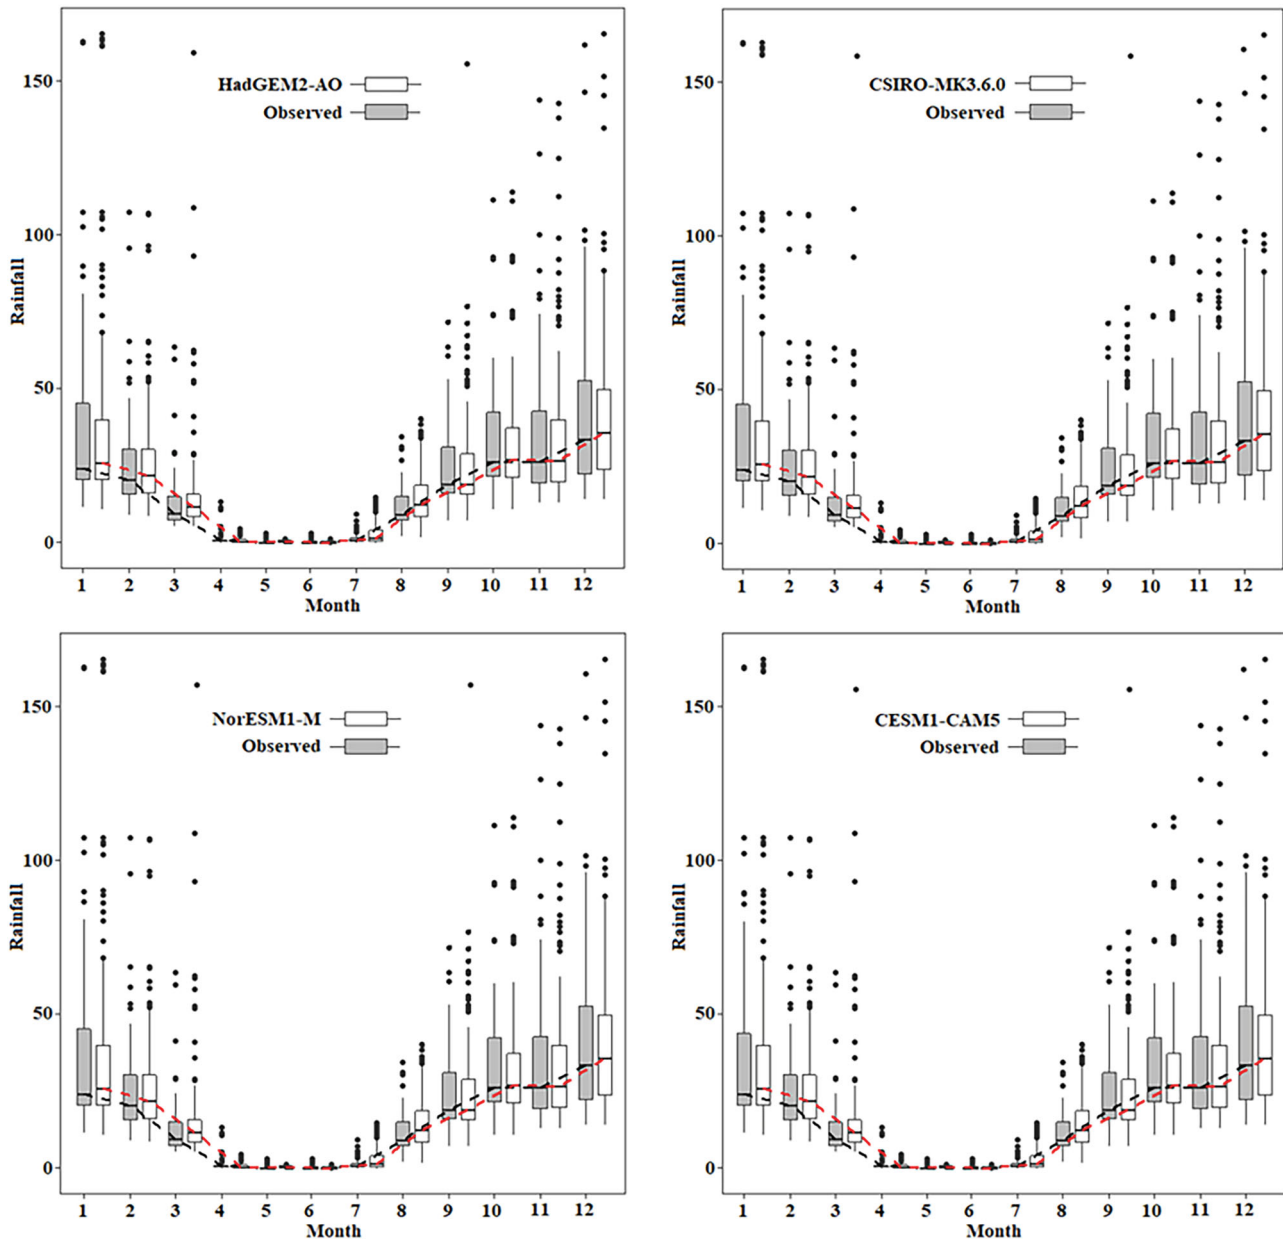 HadGEM2-AO
Observed
Rainfall
150
100
50
0
1 2 3 4 5 6 7 8 9 10 11 12
Month
CSIRO-MK3.6.0
Observed
Rainfall
150
100
50
0
1 2 3 4 5 6 7 8 9 10 11 12
Month
NorESM1-M
Observed
Rainfall
150
100
50
0
1 2 3 4 5 6 7 8 9 10 11 12
Month
CESM1-CAM5
Observed
Rainfall
150
100
50
0
1 2 3 4 5 6 7 8 9 10 11 12
Month